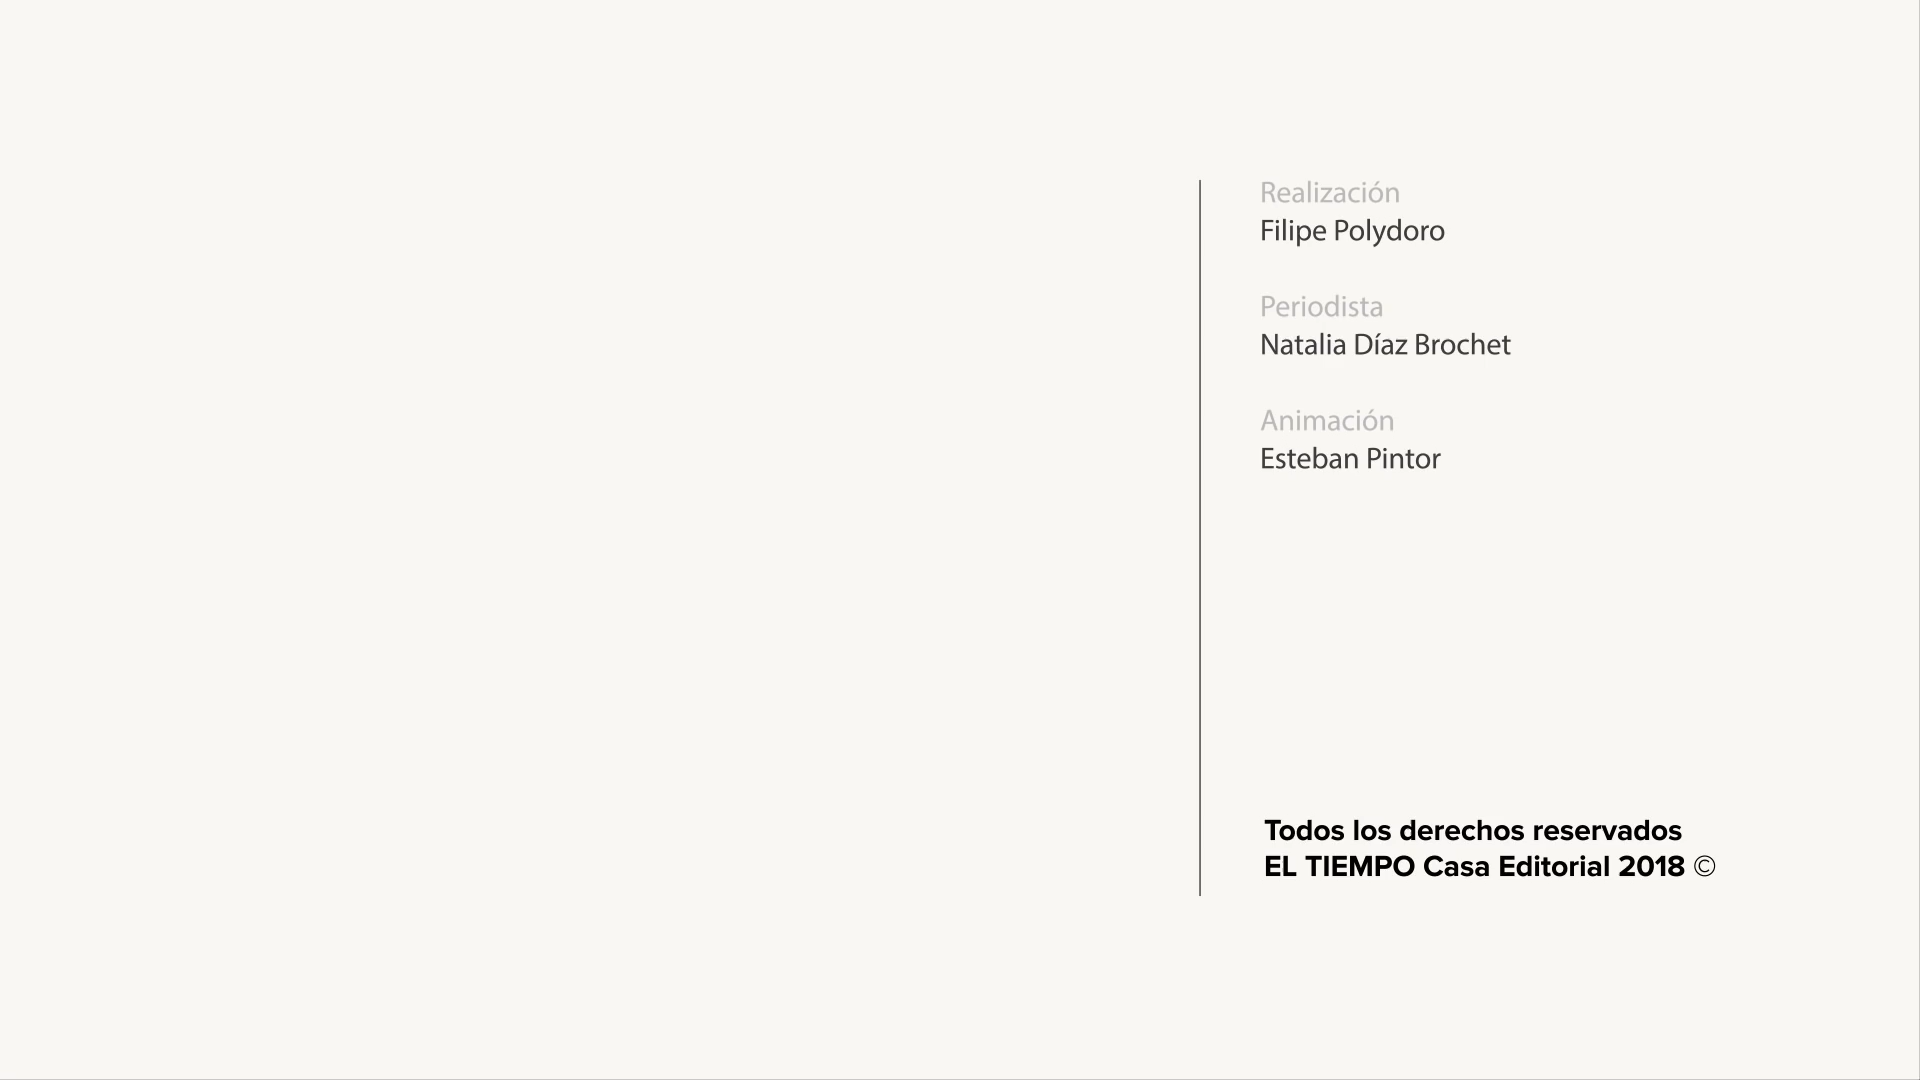 Realización
Filipe Polydoro
Periodista
Natalia Díaz Brochet
Animación
Esteban Pintor
Todos los derechos reservados
EL TIEMPO Casa Editorial 2018 ©